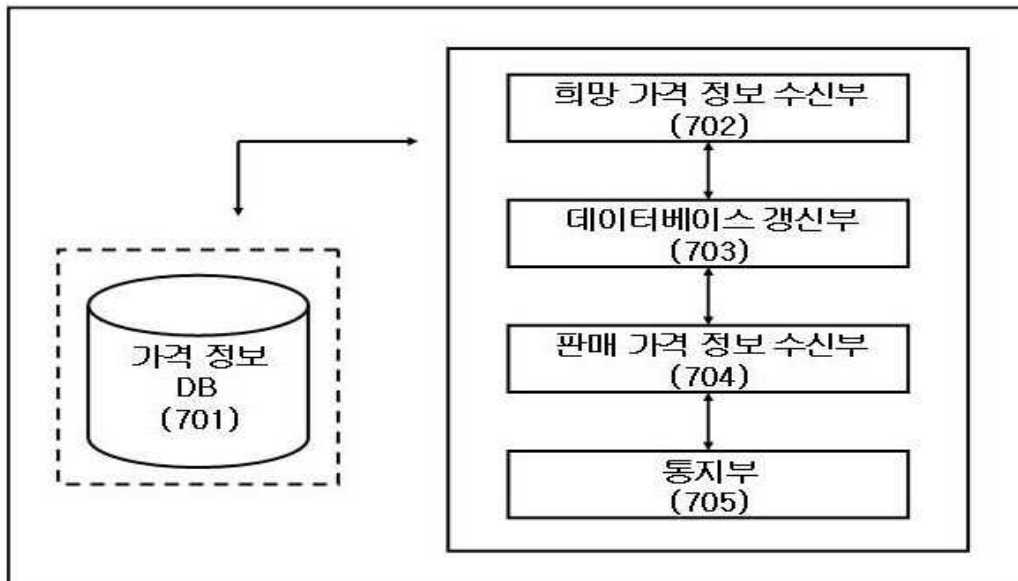 희망 가격 정보 수신부
(702)
데이터베이스 갱신부
(703)
판매 가격 정보 수신부
(704)
통지부
(705)
가격 정보
DB
(701)